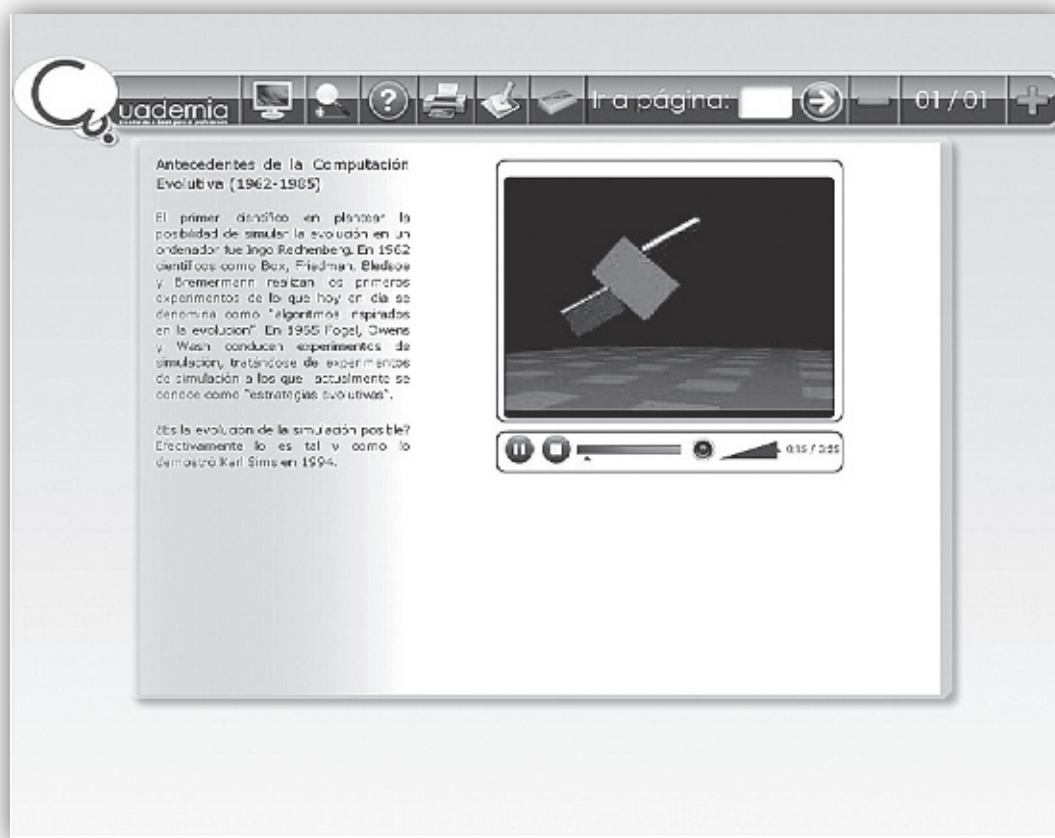 Cuadernia
Ir a página:
01/01
Antecedentes de la Computación
Evolutiva (1962-1985)
El primer científico en plantear la
posibilidad de simular la evolución en un
ordenador fue Ingo Rechenberg. En 1962
científicos como Box, Friedman, Bledsoe
y Bremermann realizan los primeros
experimentos de lo que hoy en día se
denomina como "algoritmos inspirados
en la evolucion". En 1965 Fogel, Owens
y Wash conducen experimentos de
simulación, tratándose de experimentos
de simulación a los que actualmente se
conoce como "estrategias evolutivas".
¿Es la evolución de la simulación posible?
Efectivamente lo es tal y como lo
demostró Karl Sims en 1994.
0:15 / 3:55